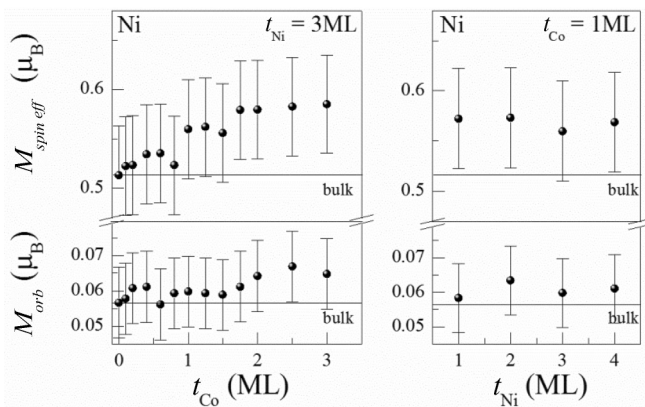 Ni t_Ni = 3ML
Ni t_Co = 1ML
M_spin eff (μ_B)
0.6
0.5
bulk
0.6
0.5
bulk
M_orb (μ_B)
0.07
0.06
0.05
bulk
0.07
0.06
0.05
bulk
0 1 2 3
1 2 3 4
t_Co (ML)
t_Ni (ML)